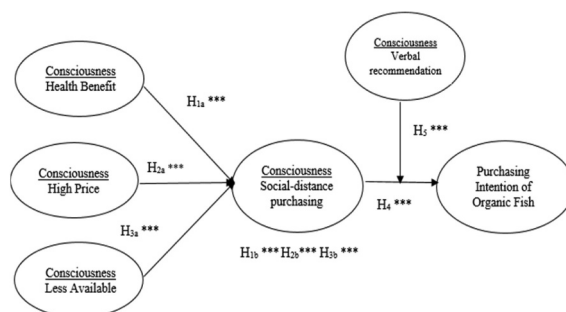 Consciousness
Verbal
recommendation
Consciousness
Health Benefit
H1a ***
H2a ***
H3a ***
Consciousness
High Price
Consciousness
Less Available
Consciousness
Social-distance
purchasing
H5 ***
H4 ***
Purchasing
Intention of
Organic Fish
H1b *** H2b *** H3b ***